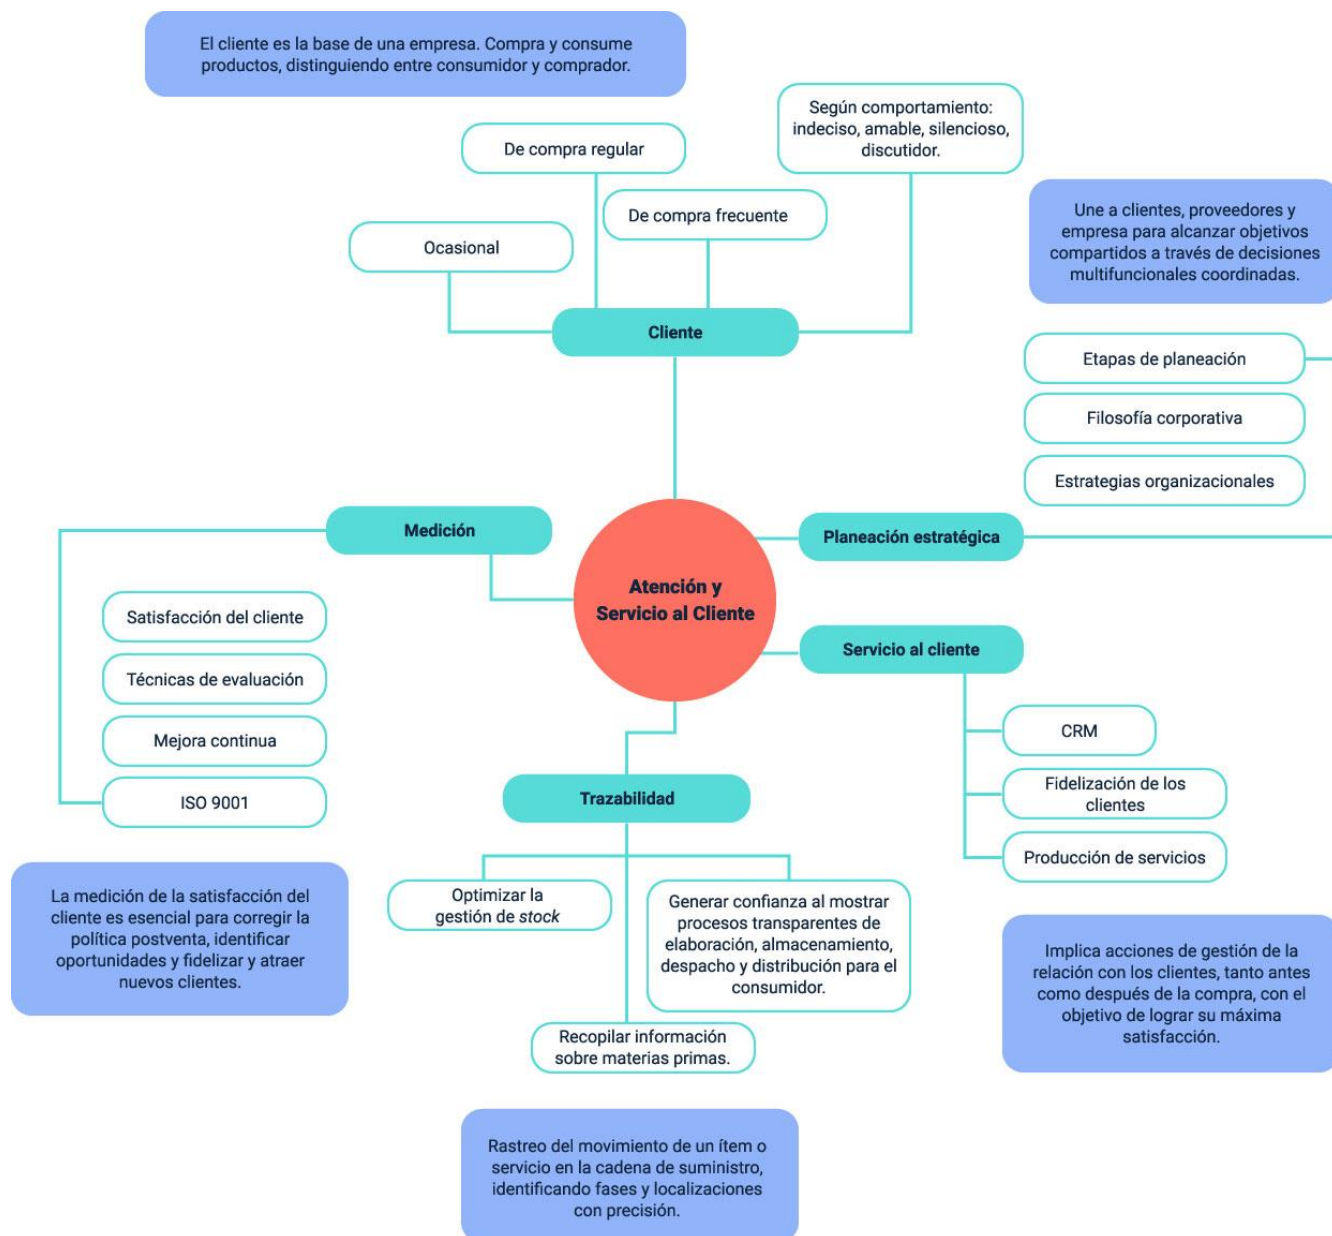 El cliente es la base de una empresa. Compra y consume
productos, distinguiendo entre consumidor y comprador.
Según comportamiento:
indeciso, amable, silencioso,
discutidor.
De compra regular
De compra frecuente
Ocasional
Cliente
Une a clientes, proveedores y
empresa para alcanzar objetivos
compartidos a través de decisiones
multifuncionales coordinadas.
Etapas de planeación
Filosofía corporativa
Estrategias organizacionales
Planeación estratégica
Medición
Atención y
Servicio al Cliente
Satisfacción del cliente
Técnicas de evaluación
Mejora continua
ISO 9001
La medición de la satisfacción del
cliente es esencial para corregir la
política postventa, identificar
oportunidades y fidelizar y atraer
nuevos clientes.
Servicio al cliente
CRM
Fidelización de los
clientes
Producción de servicios
Implica acciones de gestión de la
relación con los clientes, tanto antes
como después de la compra, con el
objetivo de lograr su máxima
satisfacción.
Trazabilidad
Optimizar la
gestión de stock
Generar confianza al mostrar
procesos transparentes de
elaboración, almacenamiento,
despacho y distribución para el
consumidor.
Recopilar información
sobre materias primas.
Rastreo del movimiento de un ítem o
servicio en la cadena de suministro,
identificando fases y localizaciones
con precisión.